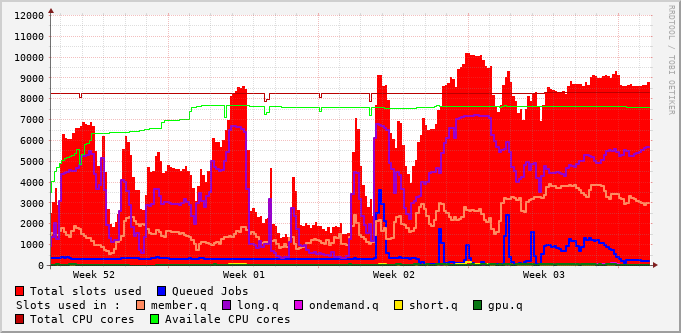 12000
11000
10000
9000
8000
7000
6000
5000
4000
3000
2000
1000
0
Week 52 Week 01 Week 02 Week 03
RRDTOOL / TOBI OETIKER
Total slots used Queued Jobs
Slots used in : member.q long.q ondemand.q short.q gpu.q
Total CPU cores Availale CPU cores